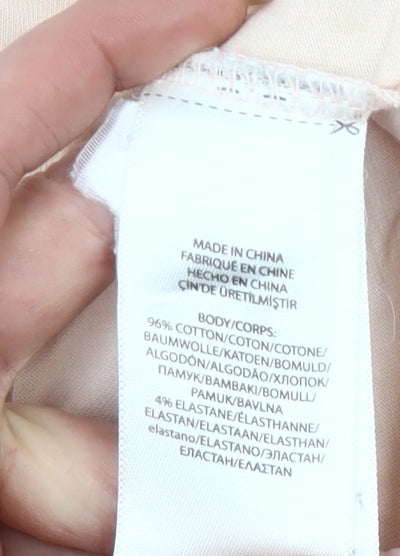 MADE IN CHINA
FABRIQUÉ EN CHINE
HECHO EN CHINA
ÇİN'DE ÜRETİLMİŞTİR
BODY/CORPS:
96% COTTON/COTON/COTONE/
BAUMWOLLE/KATOEN/BOMULD/
ALGODÓN/ALGODÃO/ХЛОПОК/
ПАМУК/ΒΑΜΒΑΚΙ/BOMULL/
PAMUK/BAVLNA
4% ELASTANE/ÉLASTHANNE/
ELASTAN/ELASTAAN/ELASTHAN/
elastano/ELASTANO/ЭЛАСТАН/
ЕЛАСТАН/ΕΛΑΣΤΑΝ